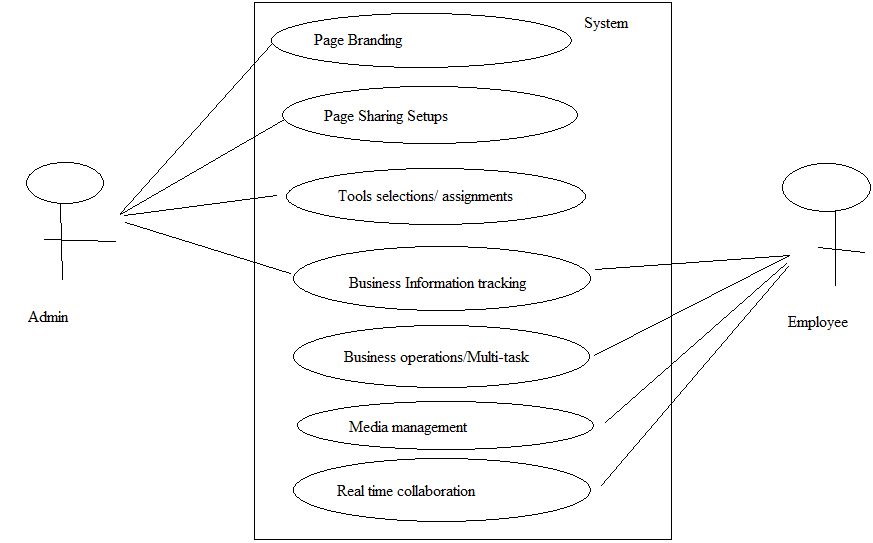 System
Page Branding
Page Sharing Setups
Tools selections/ assignments
Business Information tracking
Admin
Employee
Business operations/Multi-task
Media management
Real time collaboration